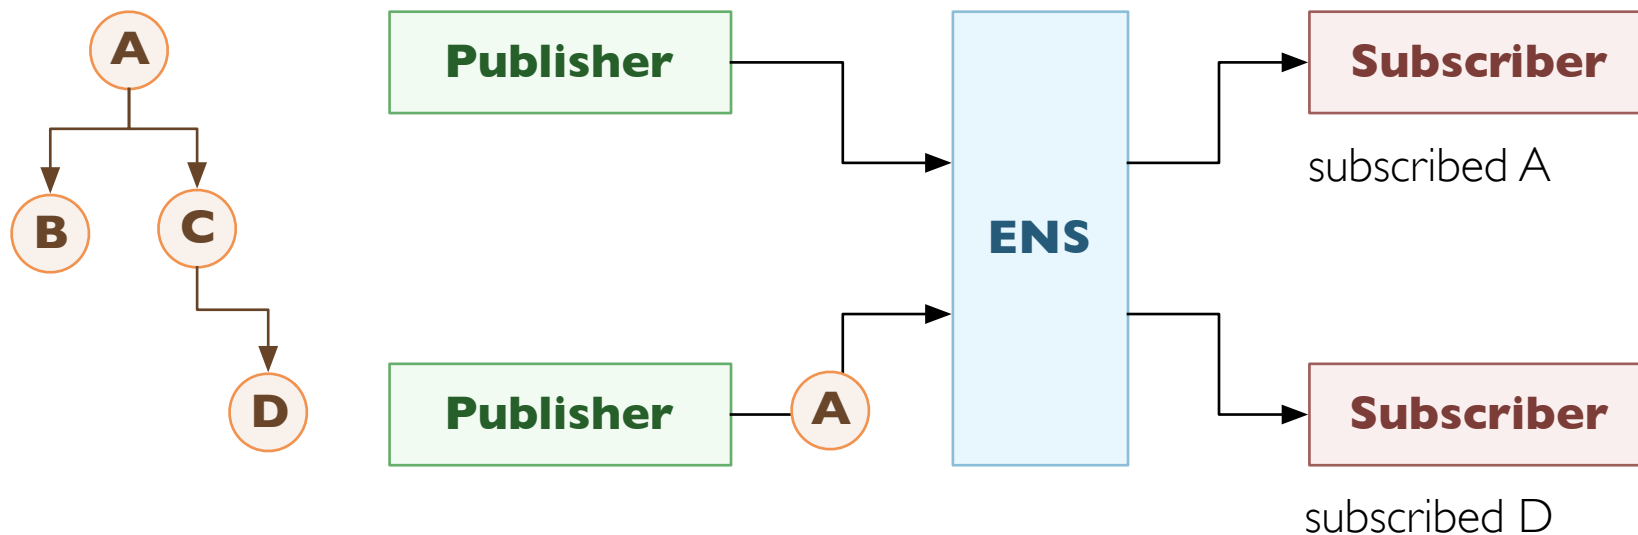 A
B
C
D
Publisher
Publisher
A
ENS
Subscriber
subscribed A
Subscriber
subscribed D